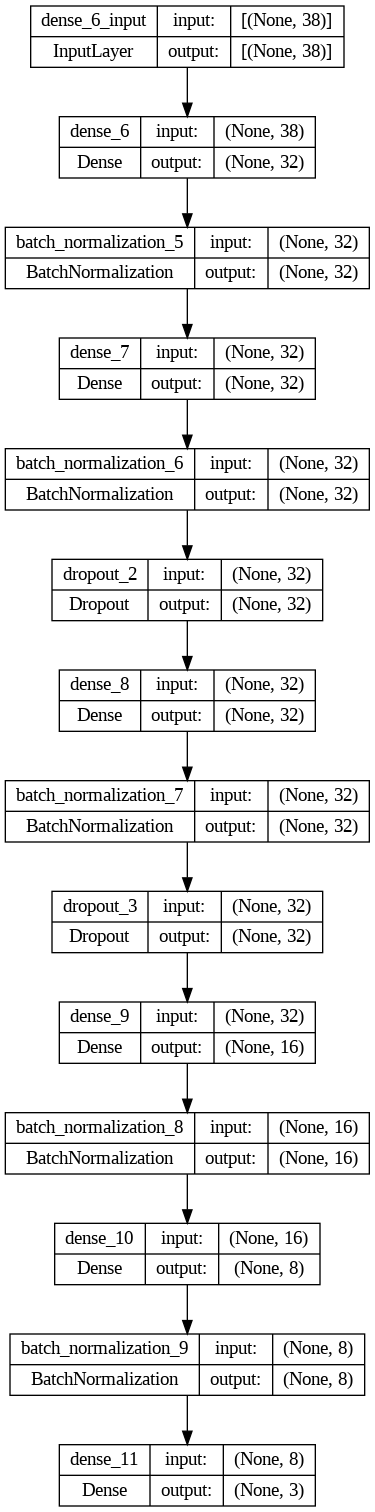 dense_6_input input: [(None, 38)]
InputLayer output: [(None, 38)]
dense_6 input: (None, 38)
Dense output: (None, 32)
batch_normalization_5 input: (None, 32)
BatchNormalization output: (None, 32)
dense_7 input: (None, 32)
Dense output: (None, 32)
batch_normalization_6 input: (None, 32)
BatchNormalization output: (None, 32)
dropout_2 input: (None, 32)
Dropout output: (None, 32)
dense_8 input: (None, 32)
Dense output: (None, 32)
batch_normalization_7 input: (None, 32)
BatchNormalization output: (None, 32)
dropout_3 input: (None, 32)
Dropout output: (None, 32)
dense_9 input: (None, 32)
Dense output: (None, 16)
batch_normalization_8 input: (None, 16)
BatchNormalization output: (None, 16)
dense_10 input: (None, 16)
Dense output: (None, 8)
batch_normalization_9 input: (None, 8)
BatchNormalization output: (None, 8)
dense_11 input: (None, 8)
Dense output: (None, 3)